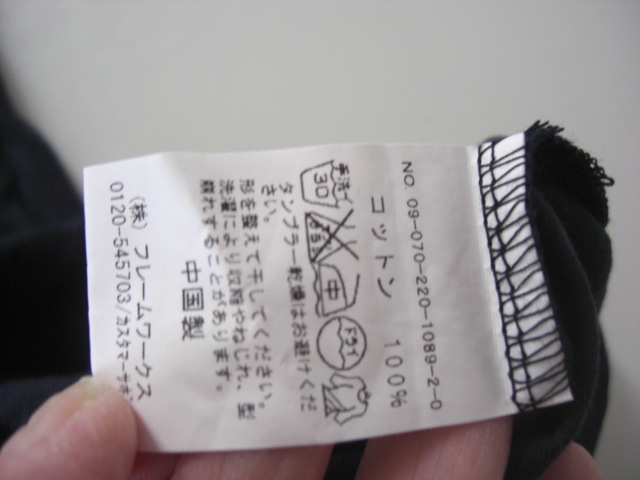 NO. 09-070-220-1089-2-0
コットン 100%
手洗イ
30
中
ドライ
タンブラー乾燥はお避けくだ
さい。
形を整えて干してください。
洗濯により収縮やねじれ、型
崩れすることがあります。
中国製
(株) フレームワークス
0120-545703/カスタマーサポ